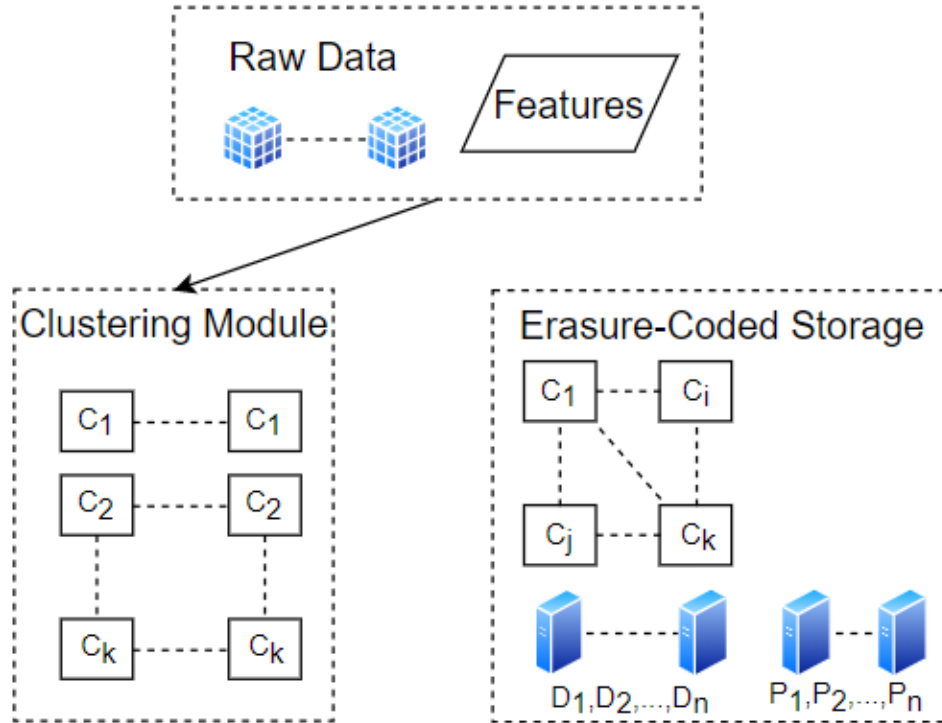 Raw Data
Features
Clustering Module
C1 C1
C2 C2
Ck Ck
Erasure-Coded Storage
C1 Ci
Cj Ck
D1,D2,...,Dn P1,P2,...,Pn